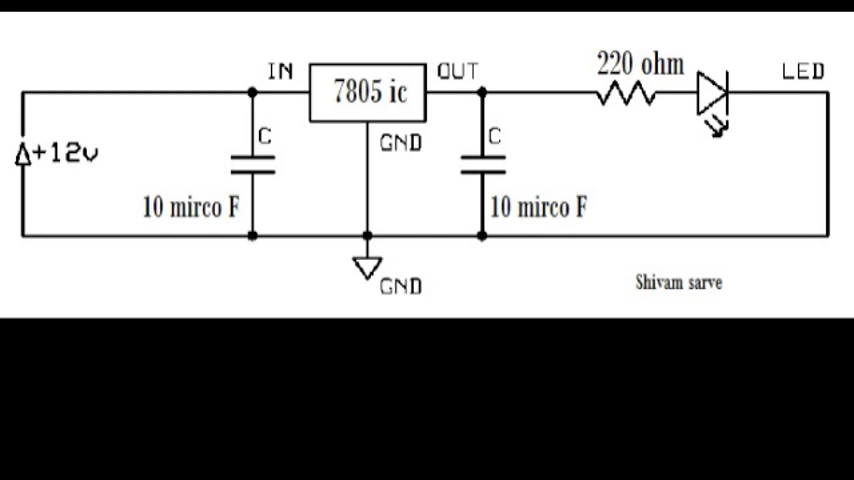 IN
7805 ic
OUT
220 ohm
LED
+12v
C
GND
C
10 mirco F
10 mirco F
GND
Shivam sarve